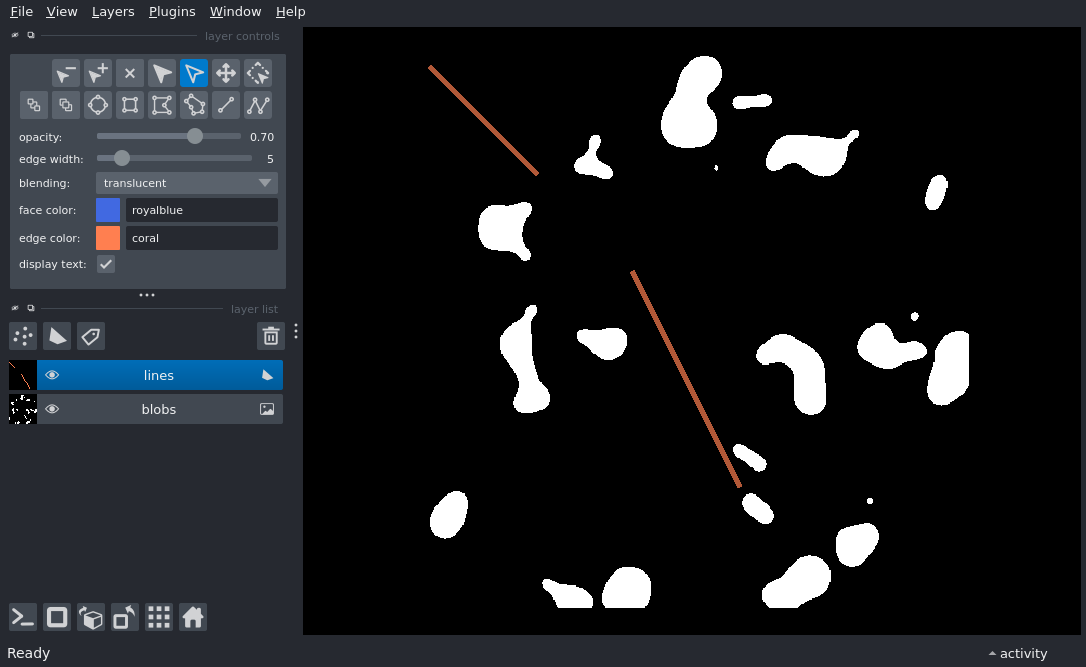 File View Layers Plugins Window Help
layer controls
opacity: 0.70
edge width: 5
blending: translucent
face color: royalblue
edge color: coral
display text:
layer list
lines
blobs
Ready activity